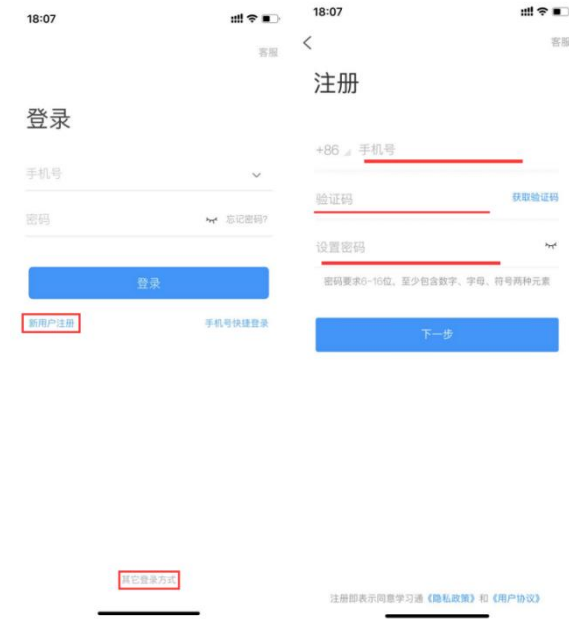 18:07
客服
登录
手机号
密码
忘记密码?
登录
新用户注册
手机号快捷登录
其它登录方式
18:07
客服
注册
+86
手机号
验证码
获取验证码
设置密码
密码要求6-16位、至少包含数字、字母、符号两种元素
下一步
注册即表示同意学习通《隐私政策》和《用户协议》